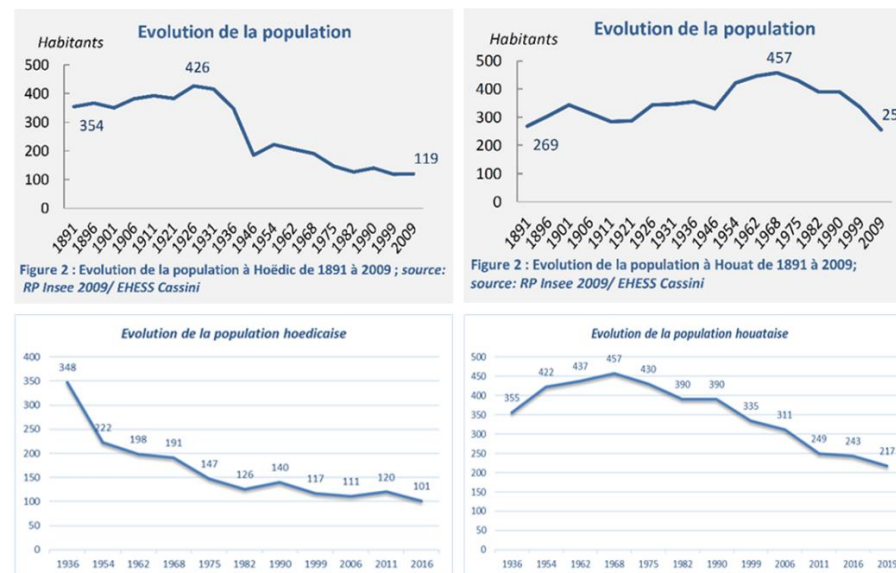 Evolution de la population
Habitants
500
400
300
200
100
0
426
354
119
1891 1896 1901 1906 1911 1921 1926 1931 1936 1946 1954 1962 1968 1975 1982 1990 1999 2009
Figure 2 : Evolution de la population à Hoëdic de 1891 à 2009 ; source:
RP Insee 2009/ EHESS Cassini
Evolution de la population
Habitants
500
400
300
200
100
0
457
269
1891 1896 1901 1906 1911 1921 1926 1931 1936 1946 1954 1962 1968 1975 1982 1990 1999 2009
Figure 2 : Evolution de la population à Houat de 1891 à 2009;
source: RP Insee 2009/ EHESS Cassini
Evolution de la population hoedicaise
400
350
300
250
200
150
100
50
0
348 222 198 191 147 126 140 117 111 120 101
1936 1954 1962 1968 1975 1982 1990 1999 2006 2011 2016
Evolution de la population houataise
500
450
400
350
300
250
200
150
100
50
0
355 422 437 457 430 390 390 335 311 249 243 217
1936 1954 1962 1968 1975 1982 1990 1999 2006 2011 2016